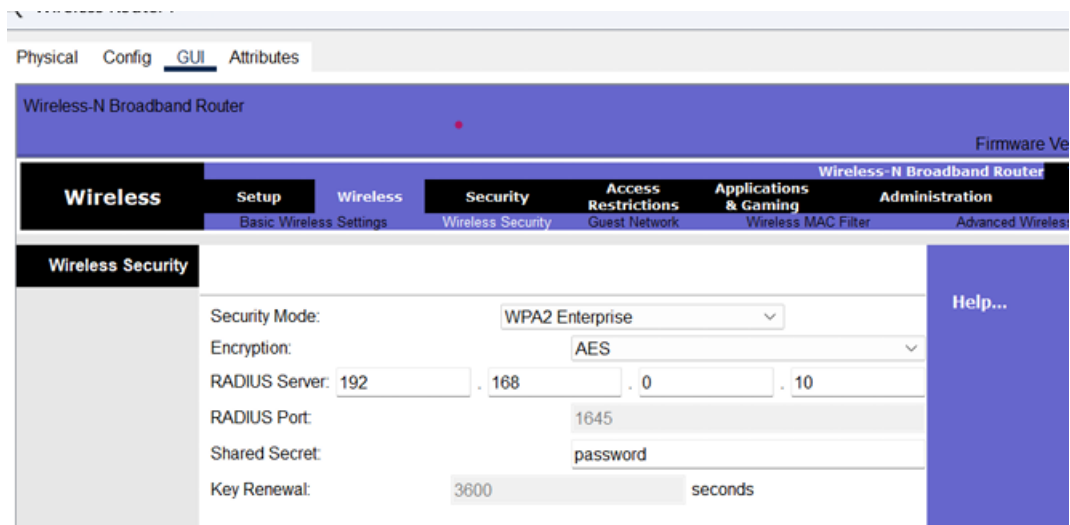 Physical Config GUI Attributes
Wireless-N Broadband Router
Firmware Ve
Wireless-N Broadband Router
Wireless Setup Wireless Security Access Restrictions Applications & Gaming Administration
Basic Wireless Settings Wireless Security Guest Network Wireless MAC Filter Advanced Wireless
Wireless Security
Help...
Security Mode: WPA2 Enterprise
Encryption: AES
RADIUS Server: 192 . 168 . 0 . 10
RADIUS Port: 1645
Shared Secret: password
Key Renewal: 3600 seconds